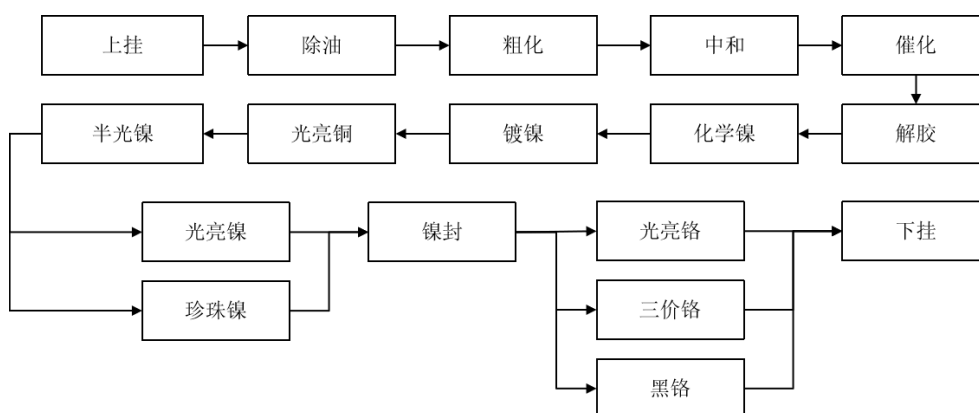 上挂
除油
粗化
中和
催化
解胶
化学镍
镀镍
光亮铜
半光镍
光亮镍
珍珠镍
镍封
光亮铬
三价铬
黑铬
下挂